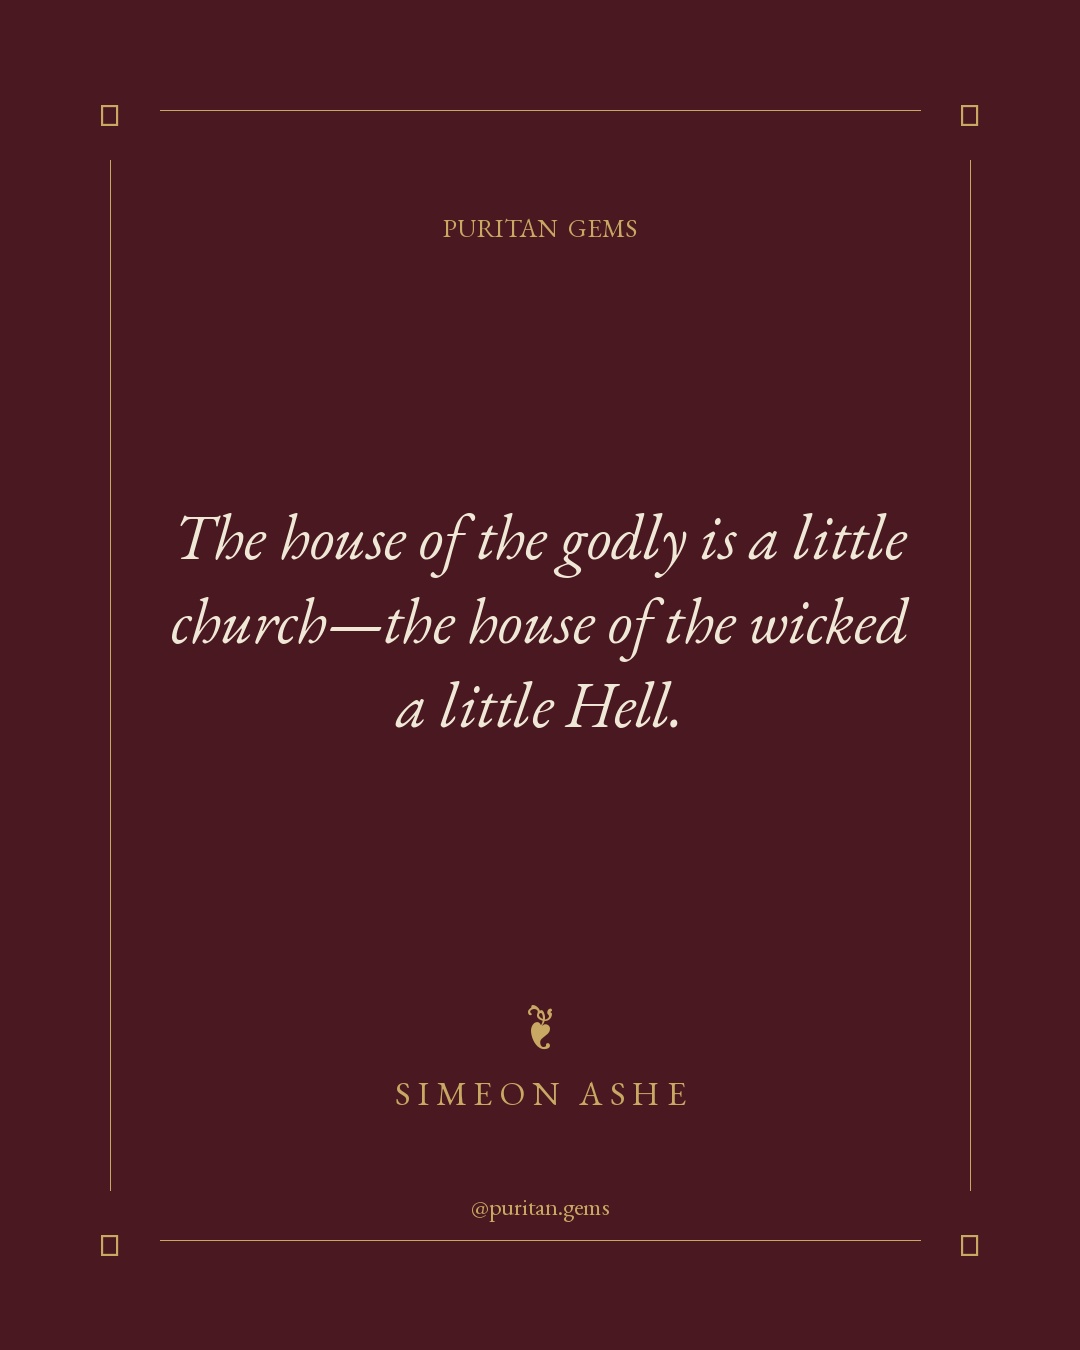 PURITAN GEMS
The house of the godly is a little
church—the house of the wicked
a little Hell.
SIMEON ASHE
@puritan.gems